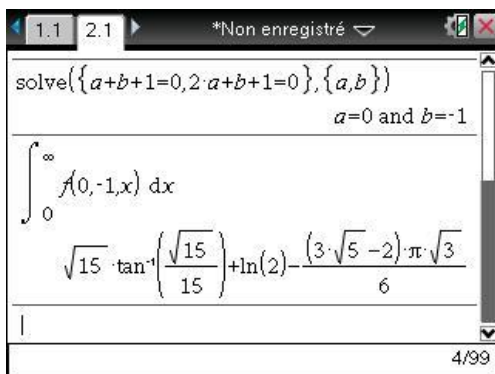 1.1 2.1 *Non enregistré
solve({a+b+1=0,2·a+b+1=0},{a,b})
a=0 and b=-1
∫₀^∞ f(0,-1,x) dx
√15 ·tan⁻¹(√15/15)+ln(2)-((3·√5-2)·π·√3)/6
4/99